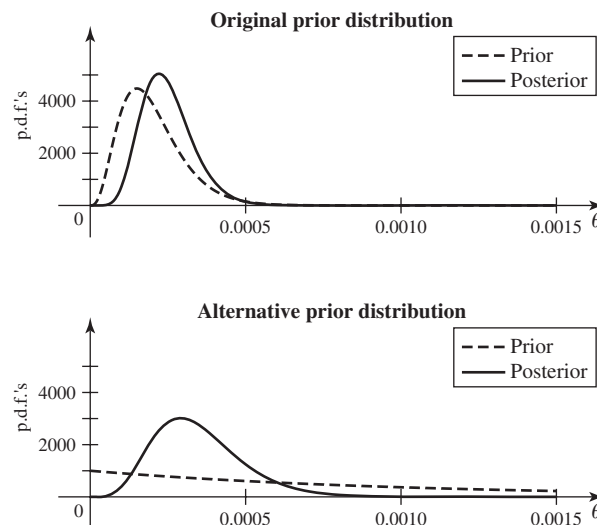 Original prior distribution
Prior
Posterior
p.d.f.'s
4000
2000
0
0.0005
0.0010
0.0015
θ
Alternative prior distribution
Prior
Posterior
p.d.f.'s
4000
2000
0
0.0005
0.0010
0.0015
θ